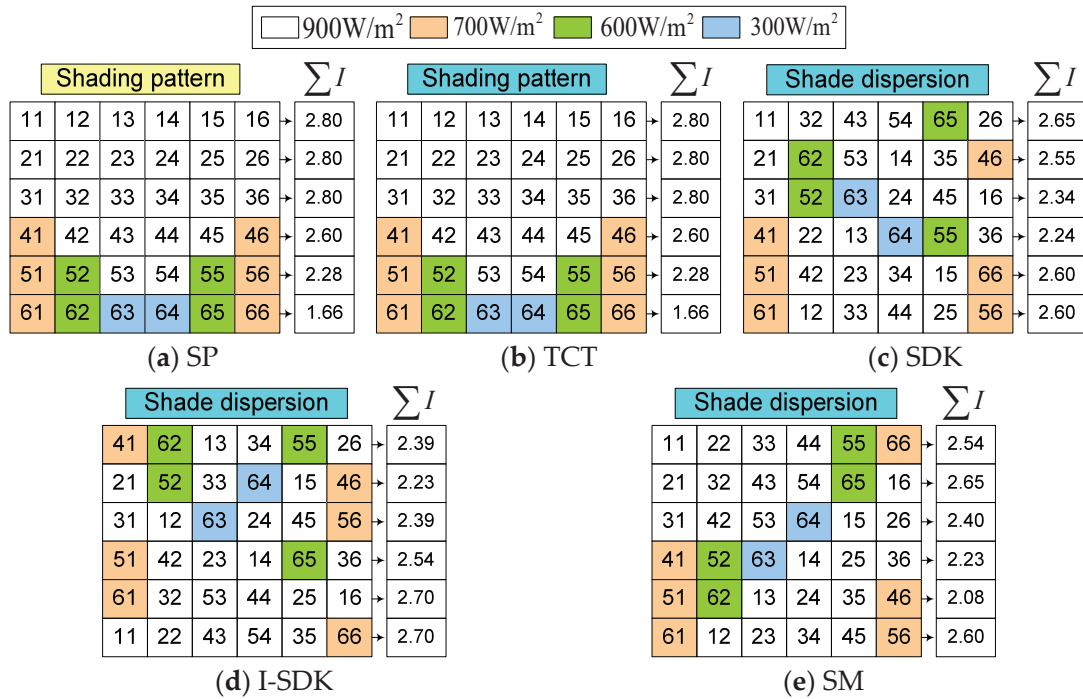 900W/m² 700W/m² 600W/m² 300W/m²
Shading pattern ∑I
11 12 13 14 15 16 2.80
21 22 23 24 25 26 2.80
31 32 33 34 35 36 2.80
41 42 43 44 45 46 2.60
51 52 53 54 55 56 2.28
61 62 63 64 65 66 1.66
(a) SP
Shading pattern ∑I
11 12 13 14 15 16 2.80
21 22 23 24 25 26 2.80
31 32 33 34 35 36 2.80
41 42 43 44 45 46 2.60
51 52 53 54 55 56 2.28
61 62 63 64 65 66 1.66
(b) TCT
Shade dispersion ∑I
11 32 43 54 65 26 2.65
21 62 53 14 35 46 2.55
31 52 63 24 45 16 2.34
41 22 13 64 55 36 2.24
51 42 23 34 15 66 2.60
61 12 33 44 25 56 2.60
(c) SDK
Shade dispersion ∑I
41 62 13 34 55 26 2.39
21 52 33 64 15 46 2.23
31 12 63 24 45 56 2.39
51 42 23 14 65 36 2.54
61 32 53 44 25 16 2.70
11 22 43 54 35 66 2.70
(d) I-SDK
Shade dispersion ∑I
11 22 33 44 55 66 2.54
21 32 43 54 65 16 2.65
31 42 53 64 15 26 2.40
41 52 63 14 25 36 2.23
51 62 13 24 35 46 2.08
61 12 23 34 45 56 2.60
(e) SM